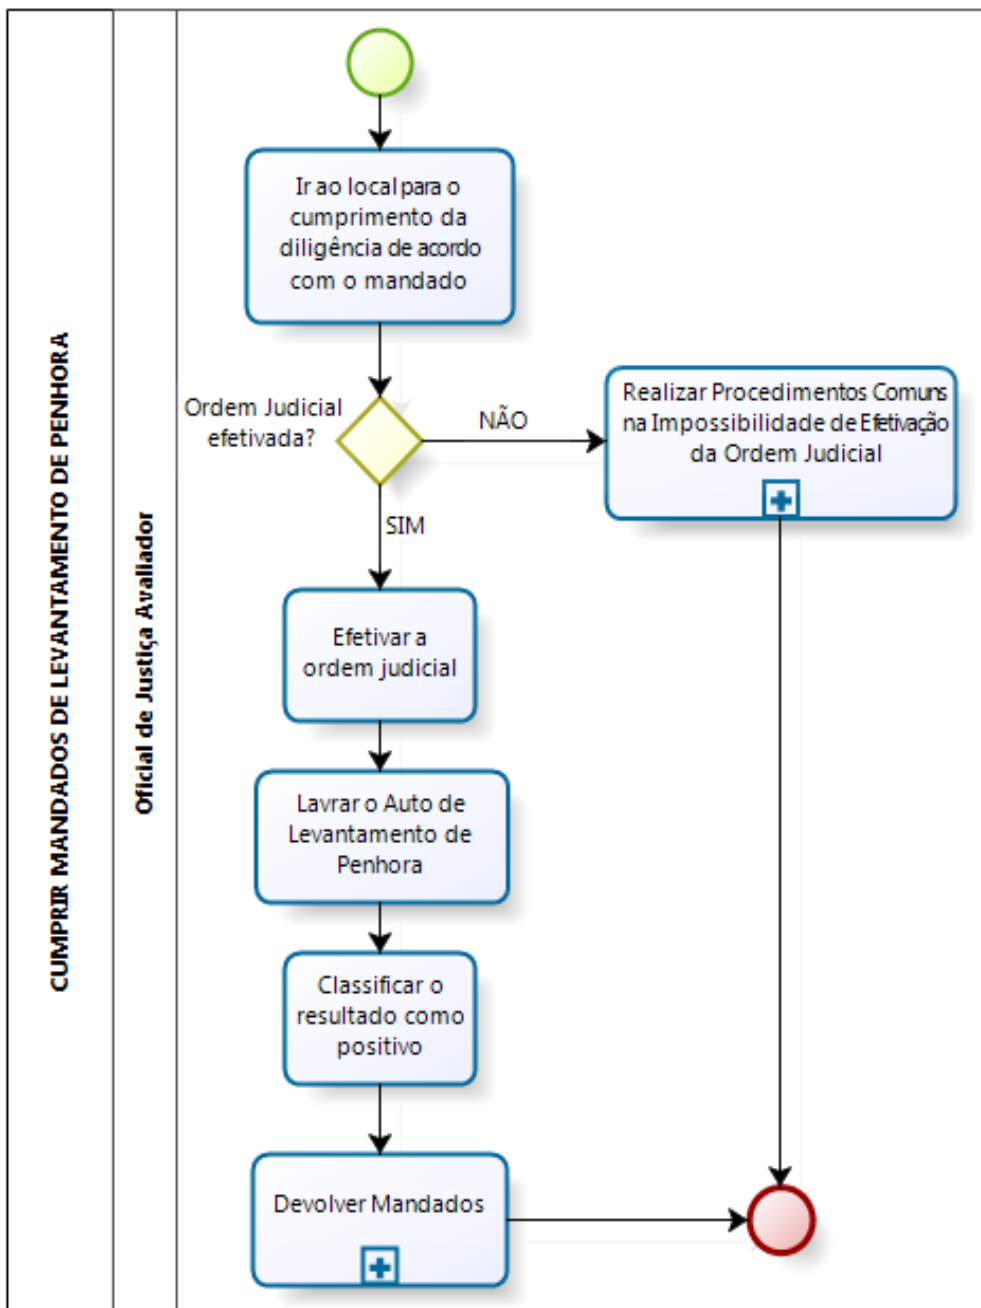 CUMPRIR MANDADOS DE LEVANTAMENTO DE PENHORA
Oficial de Justiça Avaliador
Ir ao local para o
cumprimento da
diligência de acordo
com o mandado
Ordem Judicial
efetivada?
NÃO
Realizar Procedimentos Comuns
na Impossibilidade de Efetivação
da Ordem Judicial
SIM
Efetivar a
ordem judicial
Lavrar o Auto de
Levantamento de
Penhora
Classificar o
resultado como
positivo
Devolver Mandados